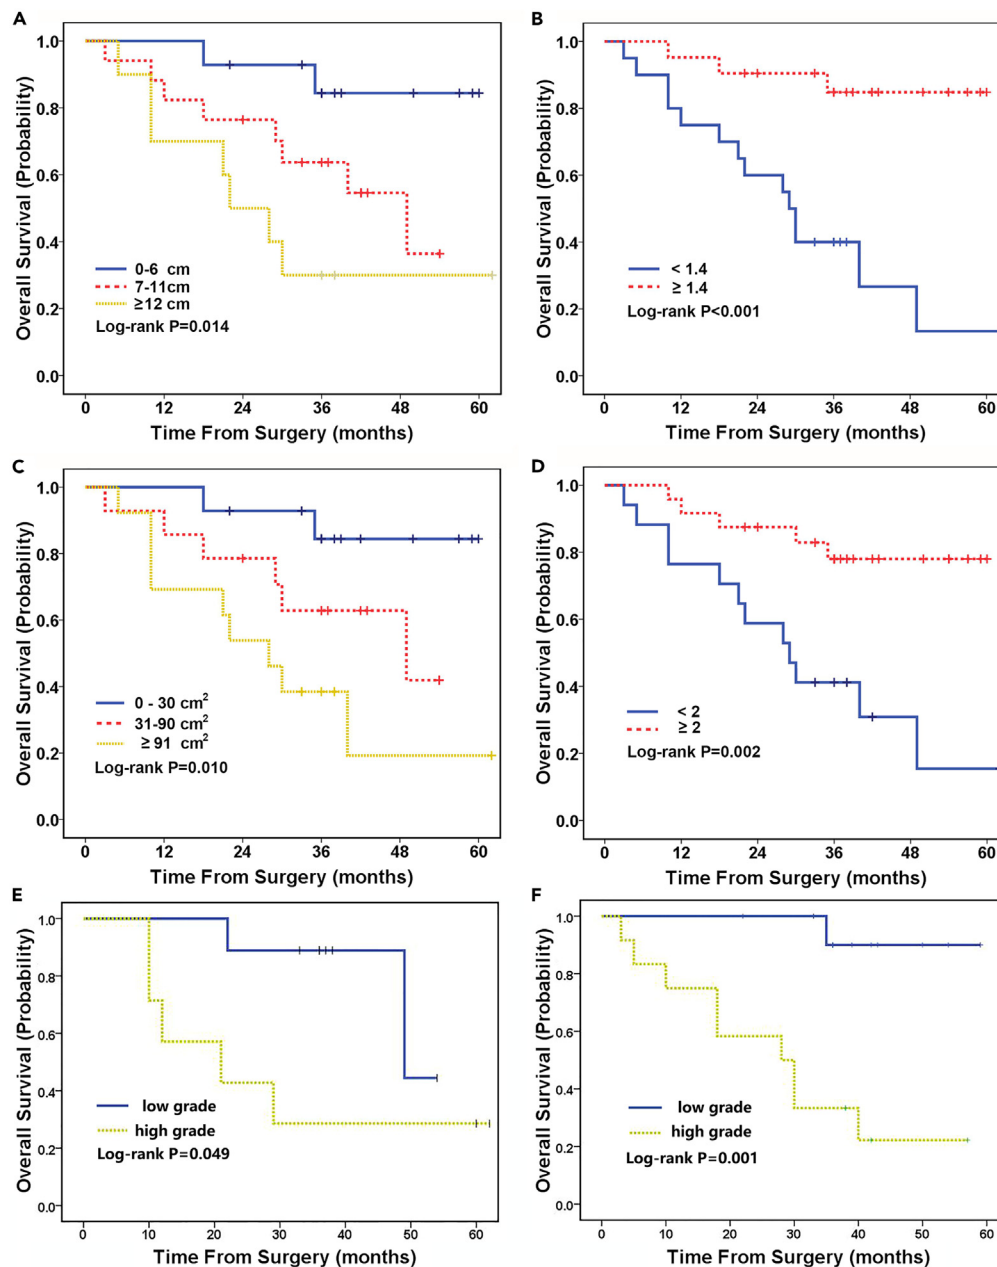 A
Overall Survival (Probability)
1.0
0.8
0.6
0.4
0.2
0.0
0-6 cm
7-11cm
≥12 cm
Log-rank P=0.014
0 12 24 36 48 60
Time From Surgery (months)
B
Overall Survival (Probability)
1.0
0.8
0.6
0.4
0.2
0.0
< 1.4
≥ 1.4
Log-rank P<0.001
0 12 24 36 48 60
Time From Surgery (months)
C
Overall Survival (Probability)
1.0
0.8
0.6
0.4
0.2
0.0
0 - 30 cm²
31-90 cm²
≥ 91 cm²
Log-rank P=0.010
0 12 24 36 48 60
Time From Surgery (months)
D
Overall Survival (Probability)
1.0
0.8
0.6
0.4
0.2
0.0
< 2
≥ 2
Log-rank P=0.002
0 12 24 36 48 60
Time From Surgery (months)
E
Overall Survival (Probability)
1.0
0.8
0.6
0.4
0.2
0.0
low grade
high grade
Log-rank P=0.049
0 10 20 30 40 50 60
Time From Surgery (months)
F
Overall Survival (Probability)
1.0
0.8
0.6
0.4
0.2
0.0
low grade
high grade
Log-rank P=0.001
0 10 20 30 40 50 60
Time From Surgery (months)